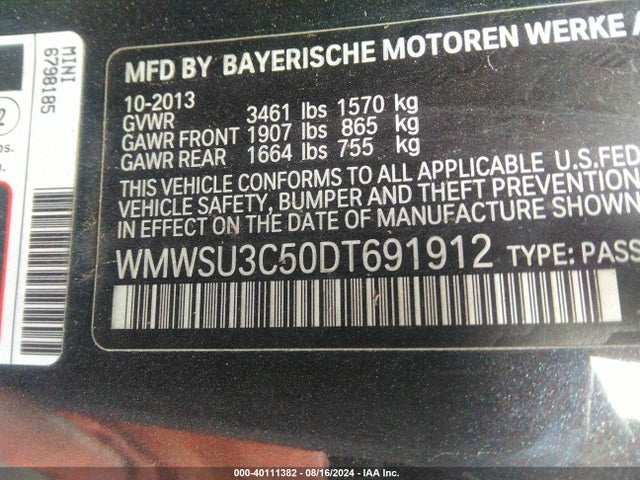 MFD BY BAYERISCHE MOTOREN WERKE
10-2013
GVWR 3461 lbs 1570 kg
GAWR FRONT 1907 lbs 865 kg
GAWR REAR 1664 lbs 755 kg
THIS VEHICLE CONFORMS TO ALL APPLICABLE U.S.FED
VEHICLE SAFETY, BUMPER AND THEFT PREVENTION
IN EFFECT ON THE DATE OF MANUFACTURE SHOWN
WMWSU3C50DT691912 TYPE: PASS
MINI
6798185
000-40111382 - 08/16/2024 - IAA Inc.